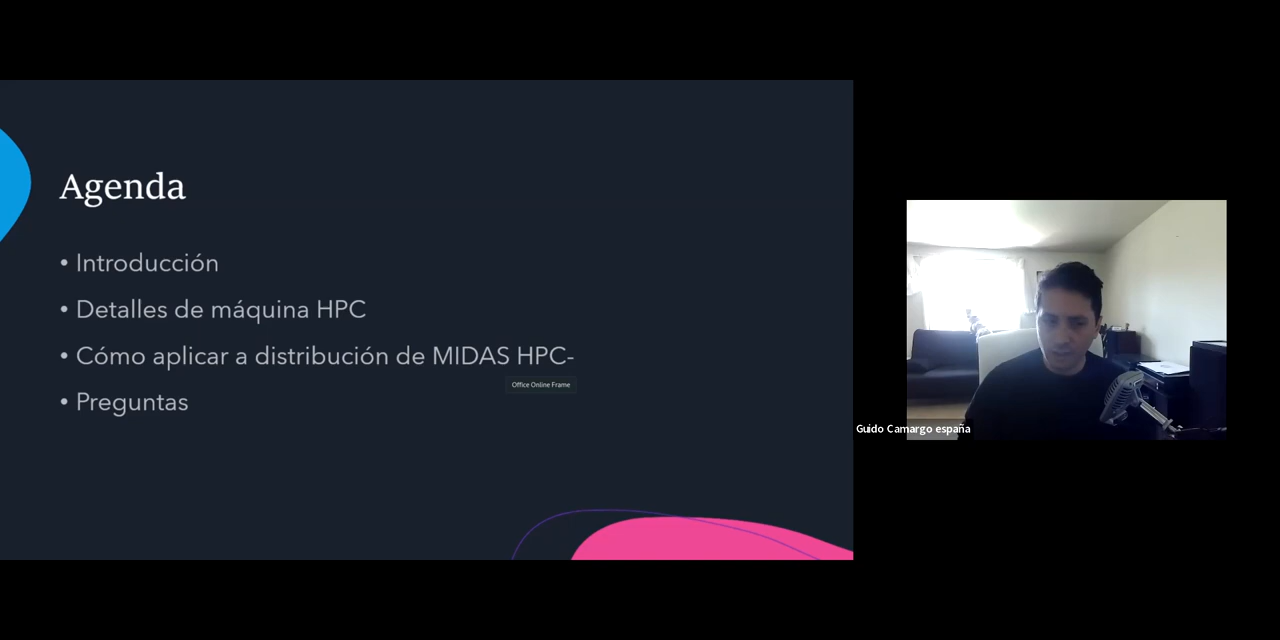 Agenda
• Introducción
• Detalles de máquina HPC
• Cómo aplicar a distribución de MIDAS HPC-
Office Online Frame
• Preguntas
Guido Camargo españa